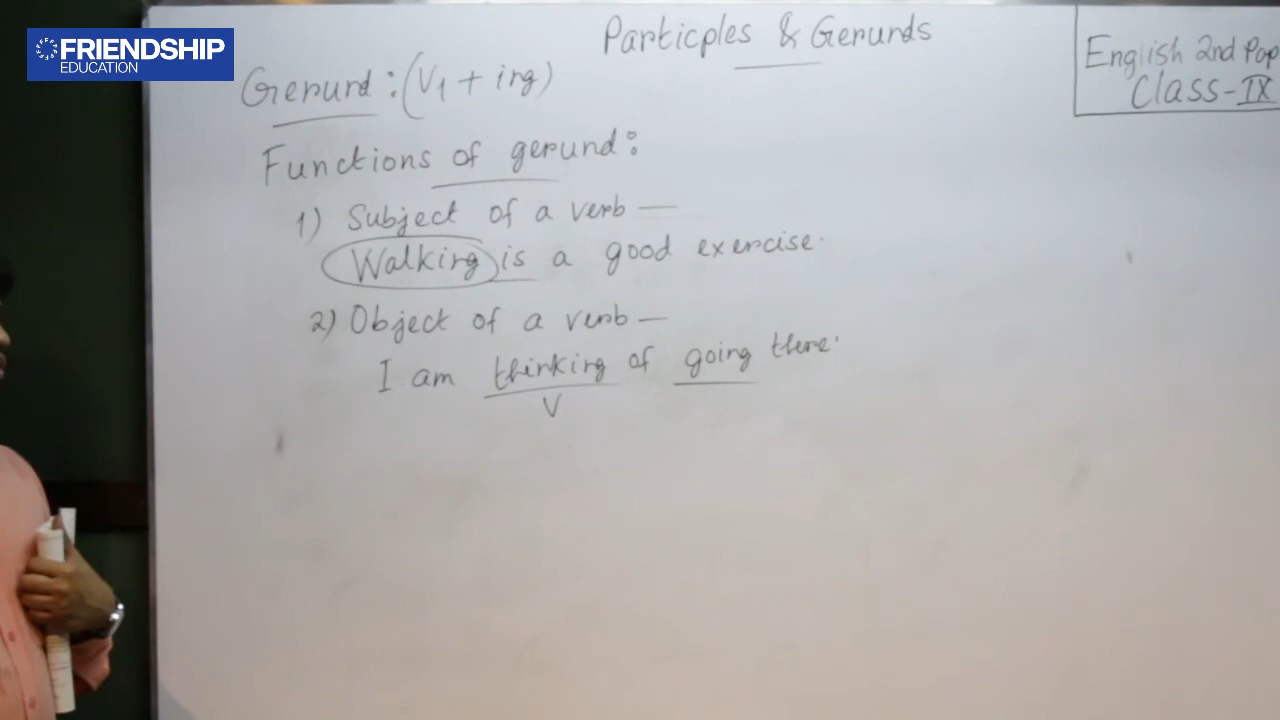 FRIENDSHIP
EDUCATION
Particples & Gerunds
English 2nd Pap
Class-IX
Gerund : (V1 + ing)
Functions of gerund:
1) Subject of a verb —
Walking is a good exercise.
2) Object of a verb —
I am thinking of going there.
V